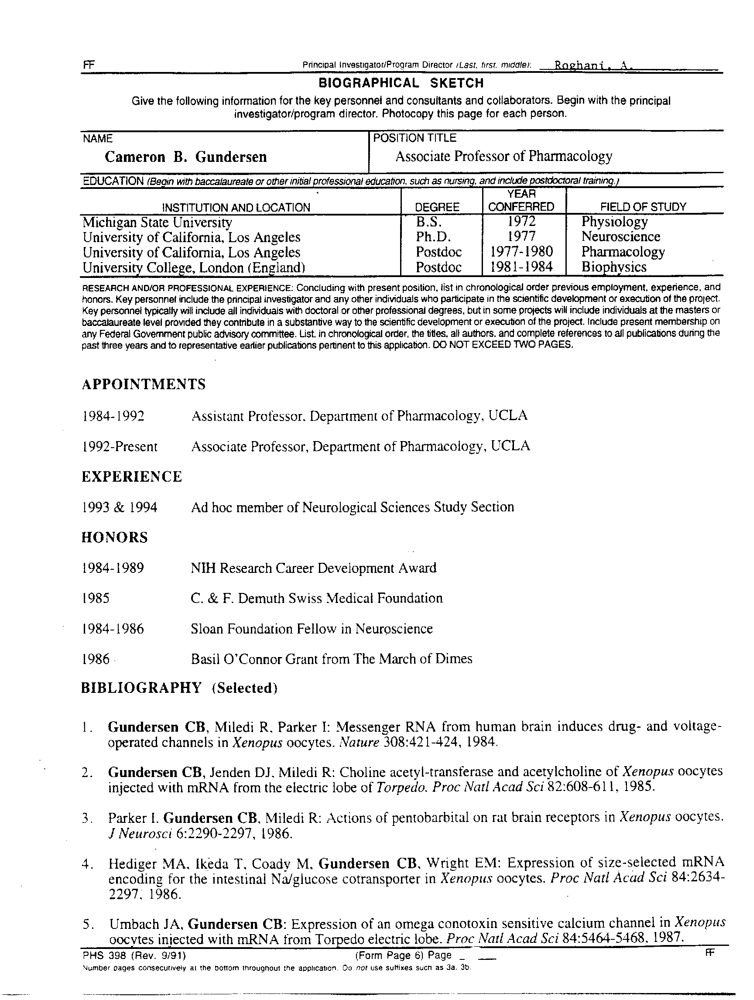 FF Principal Investigator/Program Director (Last, first, middle): Roghani, A.
BIOGRAPHICAL SKETCH
Give the following information for the key personnel and consultants and collaborators. Begin with the principal
investigator/program director. Photocopy this page for each person.
NAME POSITION TITLE
Cameron B. Gundersen Associate Professor of Pharmacology
EDUCATION (Begin with baccalaureate or other initial professional education, such as nursing, and include postdoctoral training.)
INSTITUTION AND LOCATION DEGREE YEAR CONFERRED FIELD OF STUDY
Michigan State University B.S. 1972 Physiology
University of California, Los Angeles Ph.D. 1977 Neuroscience
University of California, Los Angeles Postdoc 1977-1980 Pharmacology
University College, London (England) Postdoc 1981-1984 Biophysics
RESEARCH AND/OR PROFESSIONAL EXPERIENCE: Concluding with present position, list in chronological order previous employment, experience, and
honors. Key personnel include the principal investigator and any other individuals who participate in the scientific development or execution of the project.
Key personnel typically will include all individuals with doctoral or other professional degrees, but in some projects will include individuals at the masters or
baccalaureate level provided they contribute in a substantive way to the scientific development or execution of the project. Include present membership on
any Federal Government public advisory committee. List, in chronological order, the titles, all authors, and complete references to all publications during the
past three years and to representative earlier publications pertinent to this application. DO NOT EXCEED TWO PAGES.
APPOINTMENTS
1984-1992 Assistant Professor, Department of Pharmacology, UCLA
1992-Present Associate Professor, Department of Pharmacology, UCLA
EXPERIENCE
1993 & 1994 Ad hoc member of Neurological Sciences Study Section
HONORS
1984-1989 NIH Research Career Development Award
1985 C. & F. Demuth Swiss Medical Foundation
1984-1986 Sloan Foundation Fellow in Neuroscience
1986 Basil O'Connor Grant from The March of Dimes
BIBLIOGRAPHY (Selected)
1. Gundersen CB, Miledi R, Parker I: Messenger RNA from human brain induces drug- and voltage-
operated channels in Xenopus oocytes. Nature 308:421-424, 1984.
2. Gundersen CB, Jenden DJ, Miledi R: Choline acetyl-transferase and acetylcholine of Xenopus oocytes
injected with mRNA from the electric lobe of Torpedo. Proc Natl Acad Sci 82:608-611, 1985.
3. Parker I, Gundersen CB, Miledi R: Actions of pentobarbital on rat brain receptors in Xenopus oocytes.
J Neurosci 6:2290-2297, 1986.
4. Hediger MA, Ikeda T, Coady M, Gundersen CB, Wright EM: Expression of size-selected mRNA
encoding for the intestinal Na/glucose cotransporter in Xenopus oocytes. Proc Natl Acad Sci 84:2634-
2297, 1986.
5. Umbach JA, Gundersen CB: Expression of an omega conotoxin sensitive calcium channel in Xenopus
oocytes injected with mRNA from Torpedo electric lobe. Proc Natl Acad Sci 84:5464-5468, 1987.
PHS 398 (Rev. 9/91) (Form Page 6) Page _ __ FF
Number pages consecutively at the bottom throughout the application. Do not use suffixes such as 3a, 3b.